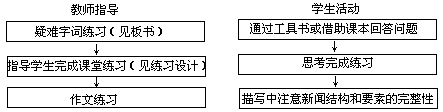 教师指导
疑难字词练习（见板书）
指导学生完成课堂练习（见练习设计）
作文练习
学生活动
通过工具书或借助课本回答问题
思考完成练习
描写中注意新闻结构和要素的完整性